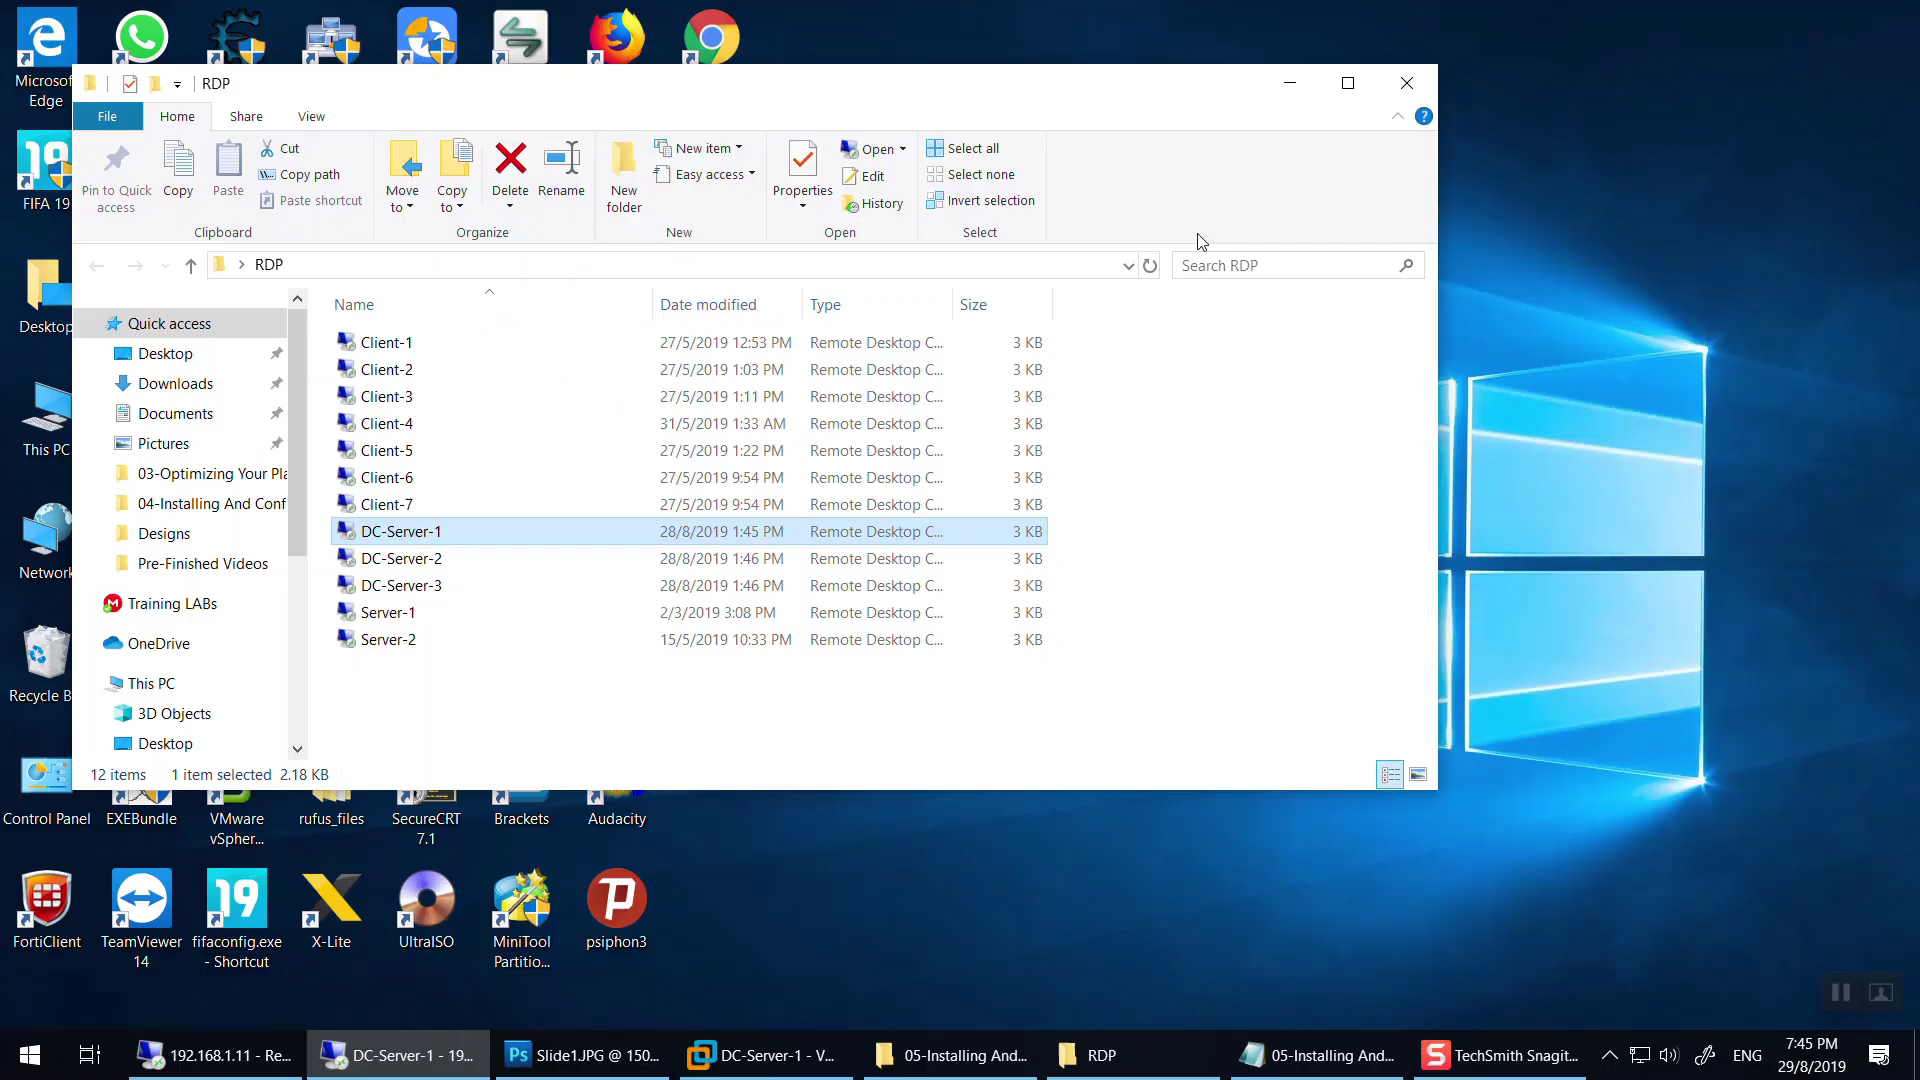 Microsof
Edge
FIFA 19
Desktop
This PC
Network
Recycle B
Control Panel
EXEBundle
VMware
vSpher...
rufus_files
SecureCRT
7.1
Brackets
Audacity
FortiClient
TeamViewer
14
fifaconfig.exe
- Shortcut
X-Lite
UltraISO
MiniTool
Partitio...
psiphon3
RDP
File
Home
Share
View
Pin to Quick
access
Copy
Paste
Cut
Copy path
Paste shortcut
Clipboard
Move
to
Copy
to
Delete
Rename
Organize
New
folder
New item
Easy access
New
Properties
Open
Edit
History
Open
Select all
Select none
Invert selection
Select
RDP
Search RDP
Quick access
Desktop
Downloads
Documents
Pictures
03-Optimizing Your Pla
04-Installing And Conf
Designs
Pre-Finished Videos
Training LABs
OneDrive
This PC
3D Objects
Desktop
Name Date modified Type Size
Client-1 27/5/2019 12:53 PM Remote Desktop C... 3 KB
Client-2 27/5/2019 1:03 PM Remote Desktop C... 3 KB
Client-3 27/5/2019 1:11 PM Remote Desktop C... 3 KB
Client-4 31/5/2019 1:33 AM Remote Desktop C... 3 KB
Client-5 27/5/2019 1:22 PM Remote Desktop C... 3 KB
Client-6 27/5/2019 9:54 PM Remote Desktop C... 3 KB
Client-7 27/5/2019 9:54 PM Remote Desktop C... 3 KB
DC-Server-1 28/8/2019 1:45 PM Remote Desktop C... 3 KB
DC-Server-2 28/8/2019 1:46 PM Remote Desktop C... 3 KB
DC-Server-3 28/8/2019 1:46 PM Remote Desktop C... 3 KB
Server-1 2/3/2019 3:08 PM Remote Desktop C... 3 KB
Server-2 15/5/2019 10:33 PM Remote Desktop C... 3 KB
12 items 1 item selected 2.18 KB
192.168.1.11 - Re...
DC-Server-1 - 19...
Slide1.JPG @ 150...
DC-Server-1 - V...
05-Installing And...
RDP
05-Installing And...
TechSmith Snagit...
ENG
7:45 PM
29/8/2019